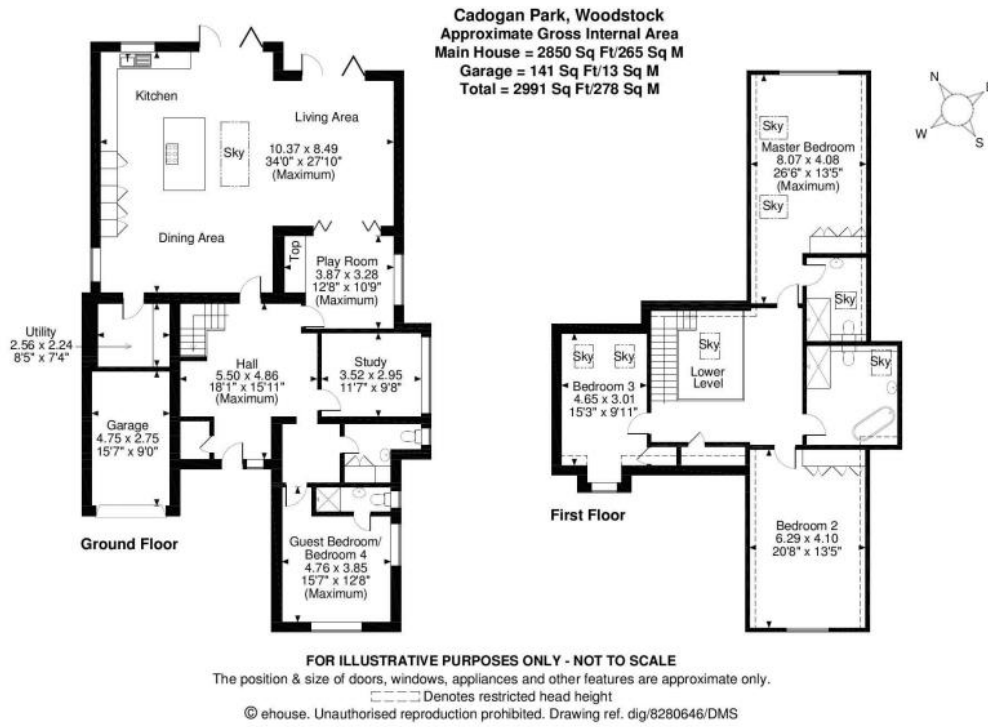 Cadogan Park, Woodstock
Approximate Gross Internal Area
Main House = 2850 Sq Ft/265 Sq M
Garage = 141 Sq Ft/13 Sq M
Total = 2991 Sq Ft/278 Sq M
N
W
S
Kitchen
Living Area
Sky
10.37 x 8.49
34'0" x 27'10"
(Maximum)
Dining Area
Top
Play Room
3.87 x 3.28
12'8" x 10'9"
(Maximum)
Utility
2.56 x 2.24
8'5" x 7'4"
Hall
5.50 x 4.86
18'1" x 15'11"
(Maximum)
Study
3.52 x 2.95
11'7" x 9'8"
Garage
4.75 x 2.75
15'7" x 9'0"
Guest Bedroom/
Bedroom 4
4.76 x 3.85
15'7" x 12'8"
(Maximum)
Ground Floor
Sky
Master Bedroom
8.07 x 4.08
26'6" x 13'5"
(Maximum)
Sky
Sky
Sky
Sky
Sky
Lower
Level
Sky
Bedroom 3
4.65 x 3.01
15'3" x 9'11"
Bedroom 2
6.29 x 4.10
20'8" x 13'5"
First Floor
FOR ILLUSTRATIVE PURPOSES ONLY - NOT TO SCALE
The position & size of doors, windows, appliances and other features are approximate only.
Denotes restricted head height
© ehouse. Unauthorised reproduction prohibited. Drawing ref. dig/8280646/DMS